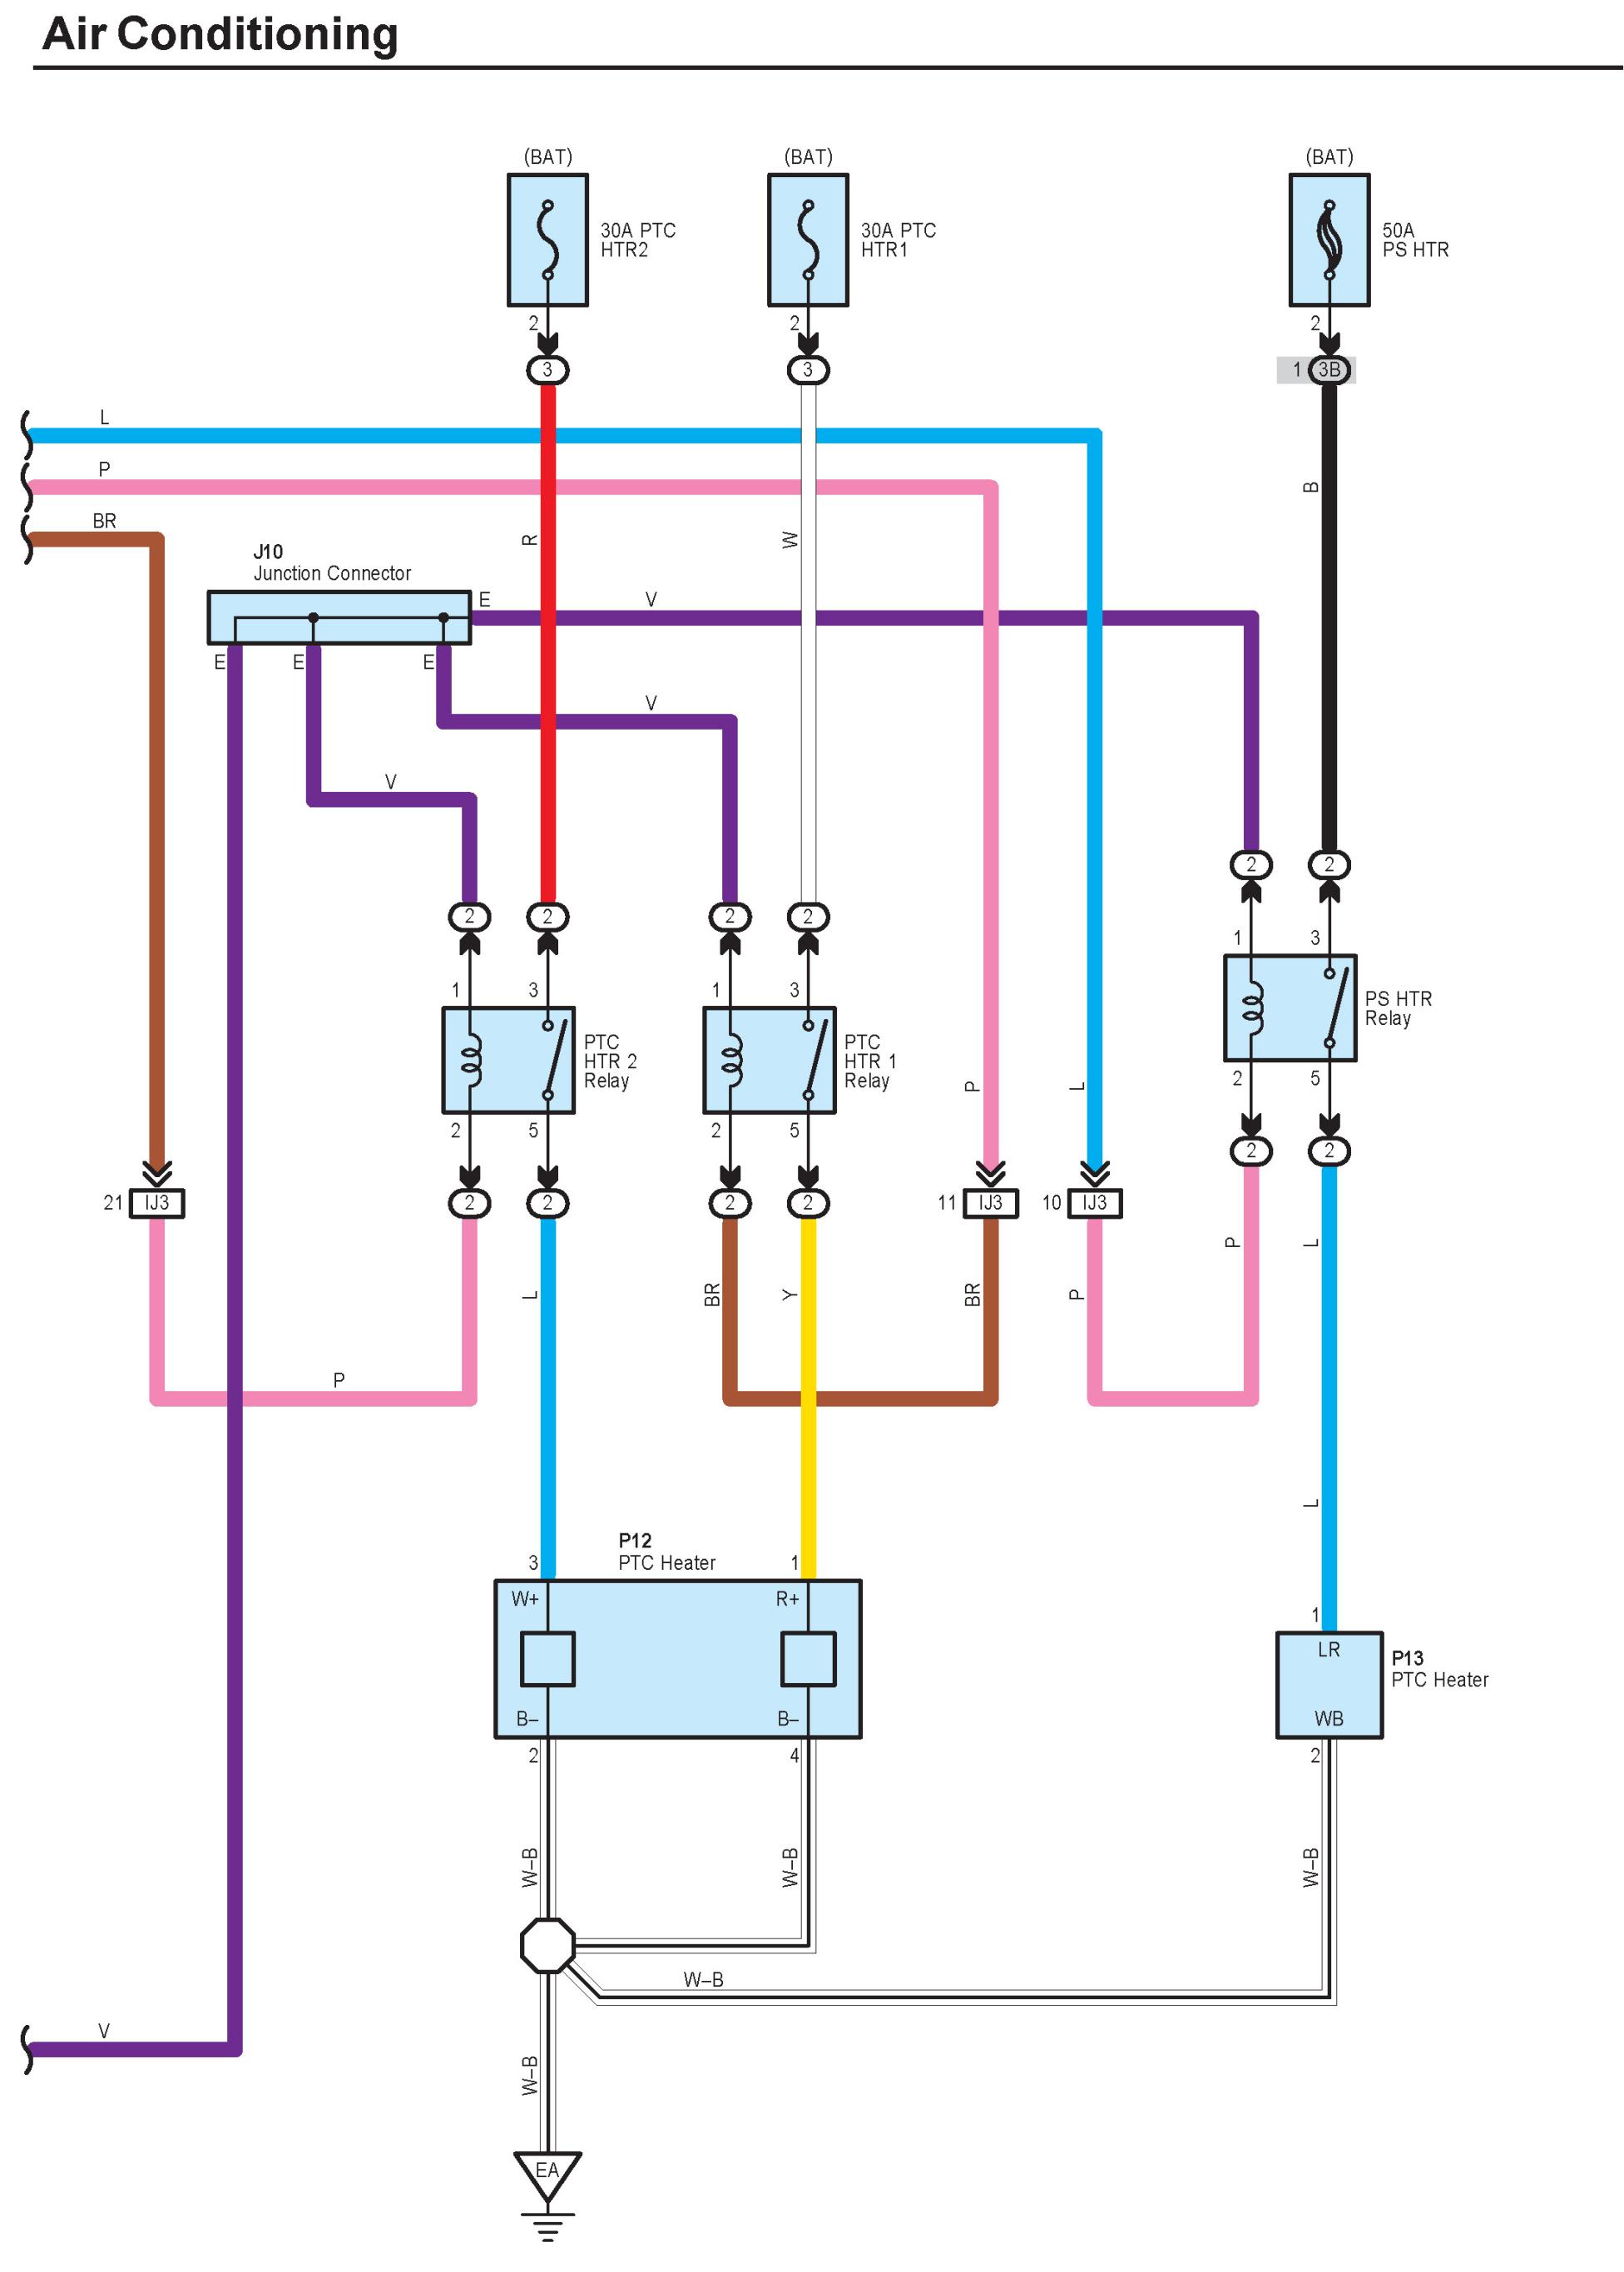 Air Conditioning
(BAT)
(BAT)
(BAT)
30A PTC
HTR2
30A PTC
HTR1
50A
PS HTR
2
2
2
3
3
1 3B
L
P
BR
B
R
W
J10
Junction Connector
E
V
E
E
E
V
V
2
2
2
2
2
2
1
3
1
3
1
3
PS HTR
Relay
PTC
HTR 2
Relay
PTC
HTR 1
Relay
P
L
2
5
2
5
2
5
2
2
21 IJ3
2
2
2
2
11 IJ3
10 IJ3
P
L
L
BR
Y
BR
P
P
L
P12
PTC Heater
3
1
W+
R+
1
LR
P13
PTC Heater
B–
B–
WB
2
4
2
W–B
W–B
W–B
W–B
V
W–B
EA